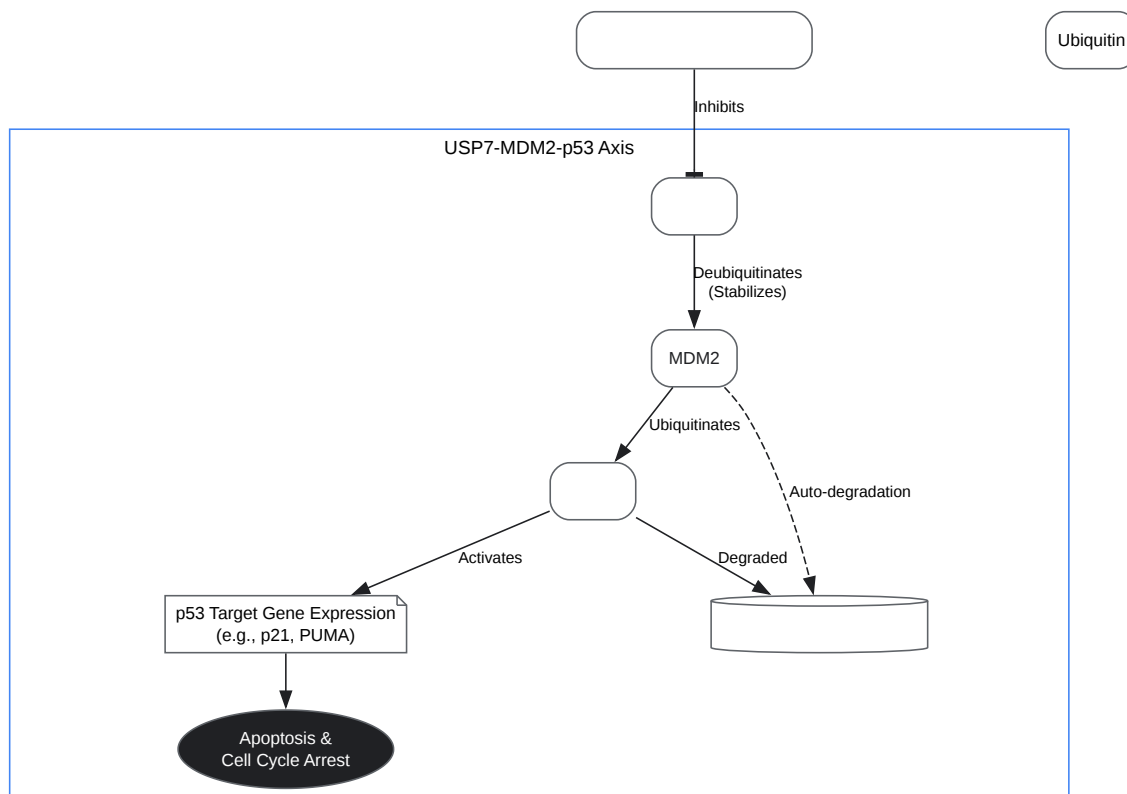 Ubiquitin
Inhibits
USP7-MDM2-p53 Axis
Deubiquitinates
(Stabilizes)
MDM2
Ubiquitinates
Auto-degradation
Activates
Degraded
p53 Target Gene Expression
(e.g., p21, PUMA)
Apoptosis &
Cell Cycle Arrest